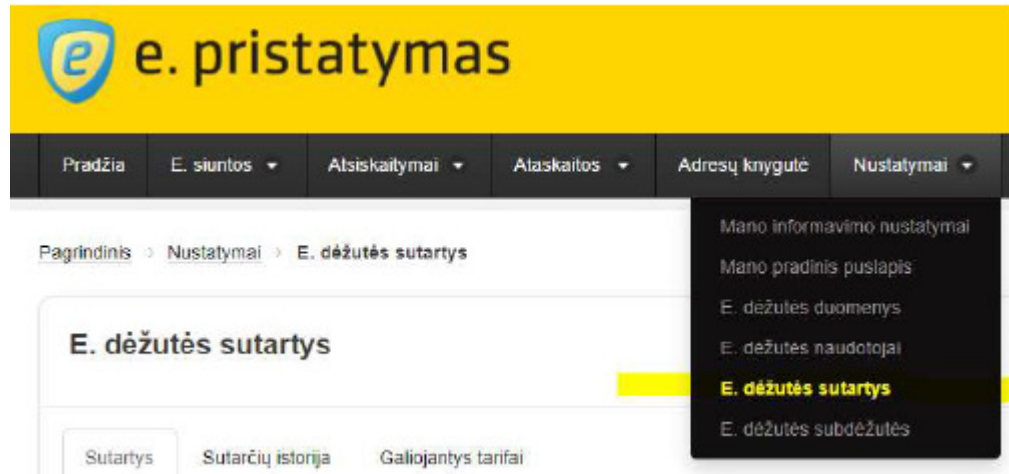 e. pristatymas
Pradžia E. siuntos Atsiskaitymai Ataskaitos Adresų knygutė Nustatymai
Mano informavimo nustatymai
Mano pradinis puslapis
E. dėžutės duomenys
E. dėžutės naudotojai
E. dėžutės sutartys
E. dėžutės subdėžutės
Pagrindinis > Nustatymai > E. dėžutės sutartys
E. dėžutės sutartys
Sutartys Sutarčių istorija Galiojantys tarifai